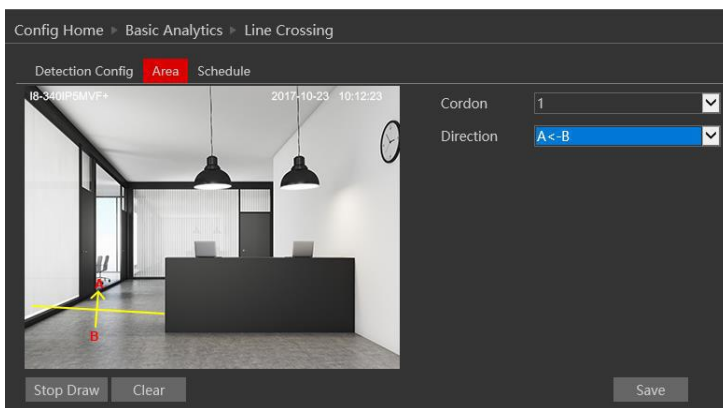 Config Home ▸ Basic Analytics ▸ Line Crossing
Detection Config Area Schedule
I8-340IP5MVF+ 2017-10-23 10:12:23
Cordon 1
Direction A<-B
A
B
Stop Draw Clear Save